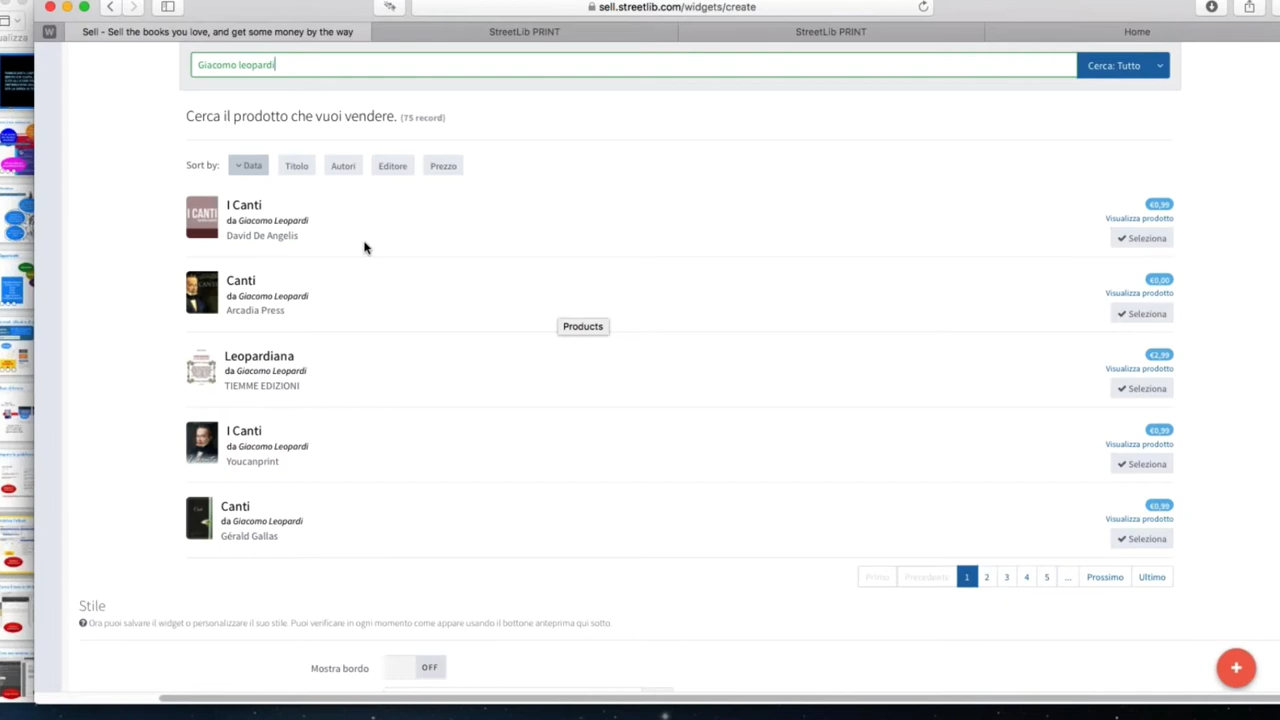 sell.streetlib.com/widgets/create
W
Sell - Sell the books you love, and get some money by the way
StreetLib PRINT
StreetLib PRINT
Home
Giacomo leopardi
Cerca: Tutto
Cerca il prodotto che vuoi vendere. (75 record)
Sort by:
Data
Titolo
Autori
Editore
Prezzo
I CANTI
I Canti
da Giacomo Leopardi
David De Angelis
€0,99
Visualizza prodotto
Seleziona
Canti
da Giacomo Leopardi
Arcadia Press
€0,00
Visualizza prodotto
Seleziona
Products
Leopardiana
da Giacomo Leopardi
TIEMME EDIZIONI
€2,99
Visualizza prodotto
Seleziona
I Canti
da Giacomo Leopardi
Youcanprint
€0,99
Visualizza prodotto
Seleziona
Canti
da Giacomo Leopardi
Gérald Gallas
€0,99
Visualizza prodotto
Seleziona
Primo
Precedente
1
2
3
4
5
...
Prossimo
Ultimo
Stile
Ora puoi salvare il widget o personalizzare il suo stile. Puoi verificare in ogni momento come appare usando il bottone anteprima qui sotto.
Mostra bordo
OFF